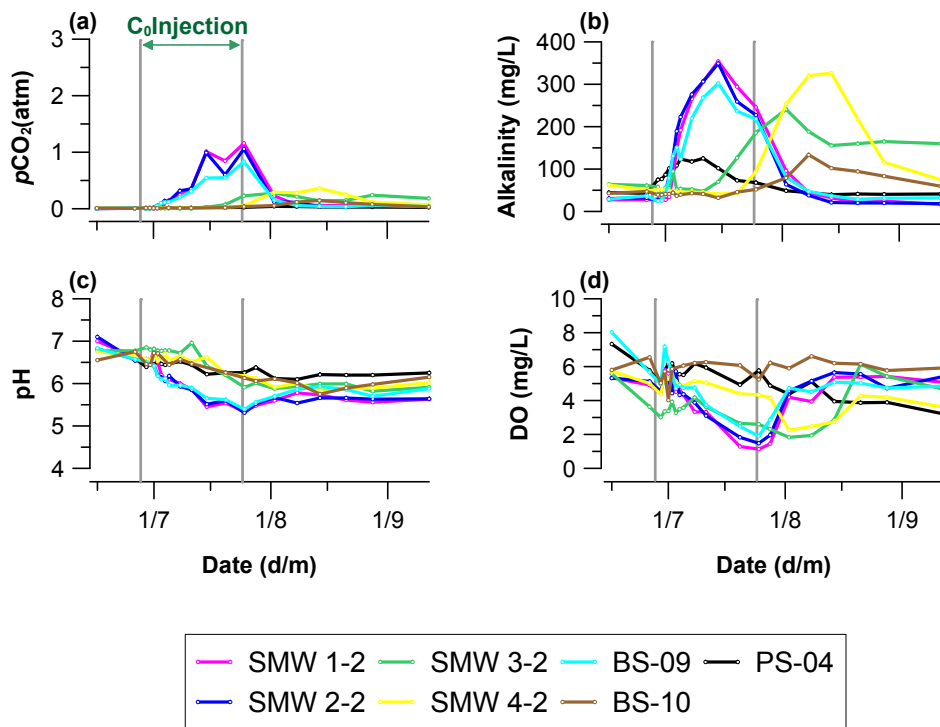 (a)
C₀Injection
3
2
1
0
pCO₂(atm)
(b)
400
300
200
100
0
Alkalinity (mg/L)
(c)
8
7
6
5
4
pH
1/7
1/8
1/9
Date (d/m)
(d)
10
8
6
4
2
0
DO (mg/L)
1/7
1/8
1/9
Date (d/m)
SMW 1-2 SMW 3-2 BS-09 PS-04
SMW 2-2 SMW 4-2 BS-10